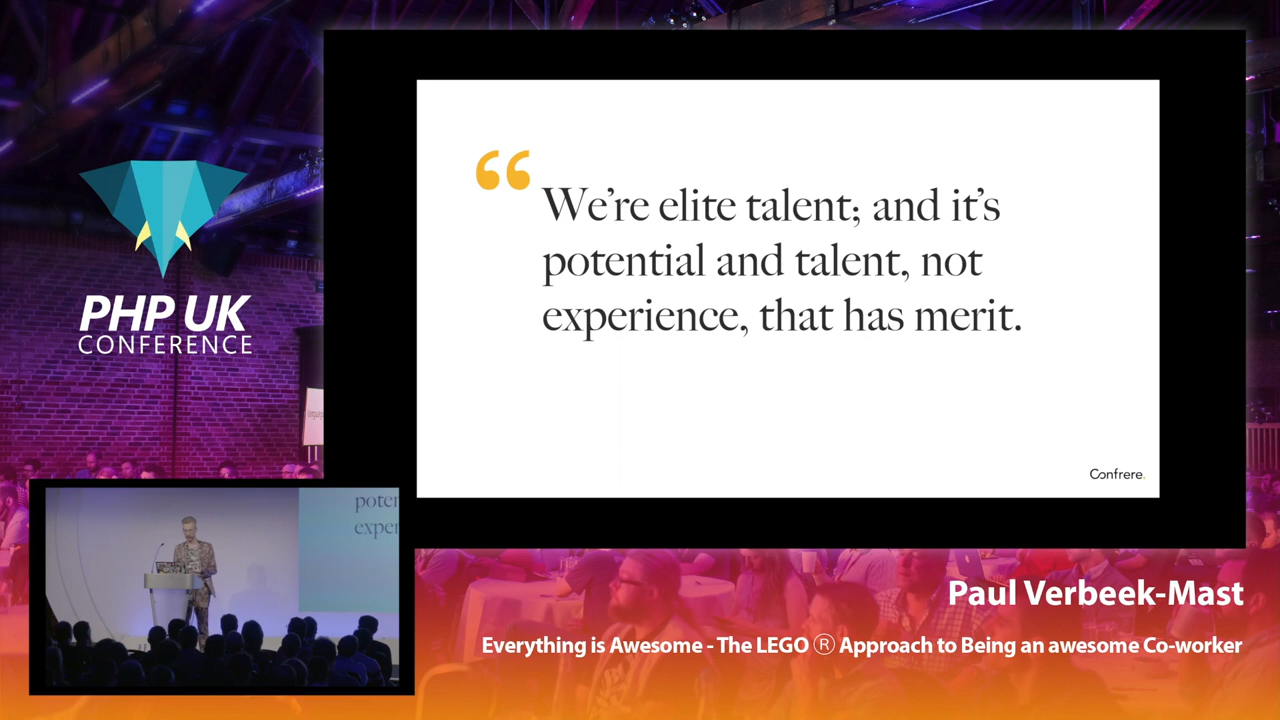 “
We’re elite talent; and it’s
potential and talent, not
experience, that has merit.
Confrere.
PHP UK
CONFERENCE
poten
exper
Paul Verbeek-Mast
Everything is Awesome - The LEGO Ⓡ Approach to Being an awesome Co-worker